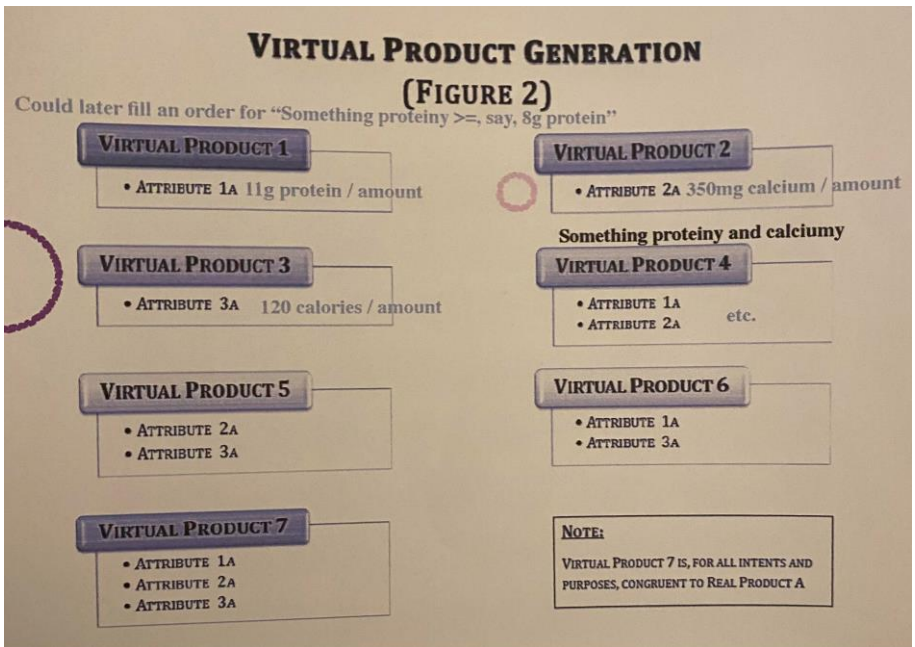 VIRTUAL PRODUCT GENERATION
(FIGURE 2)
Could later fill an order for “Something proteiny >=, say, 8g protein”
VIRTUAL PRODUCT 1
• ATTRIBUTE 1A 11g protein / amount
VIRTUAL PRODUCT 2
• ATTRIBUTE 2A 350mg calcium / amount
VIRTUAL PRODUCT 3
• ATTRIBUTE 3A 120 calories / amount
Something proteiny and calciumy
VIRTUAL PRODUCT 4
• ATTRIBUTE 1A
• ATTRIBUTE 2A
etc.
VIRTUAL PRODUCT 5
• ATTRIBUTE 2A
• ATTRIBUTE 3A
VIRTUAL PRODUCT 6
• ATTRIBUTE 1A
• ATTRIBUTE 3A
VIRTUAL PRODUCT 7
• ATTRIBUTE 1A
• ATTRIBUTE 2A
• ATTRIBUTE 3A
NOTE:
VIRTUAL PRODUCT 7 IS, FOR ALL INTENTS AND
PURPOSES, CONGRUENT TO REAL PRODUCT A